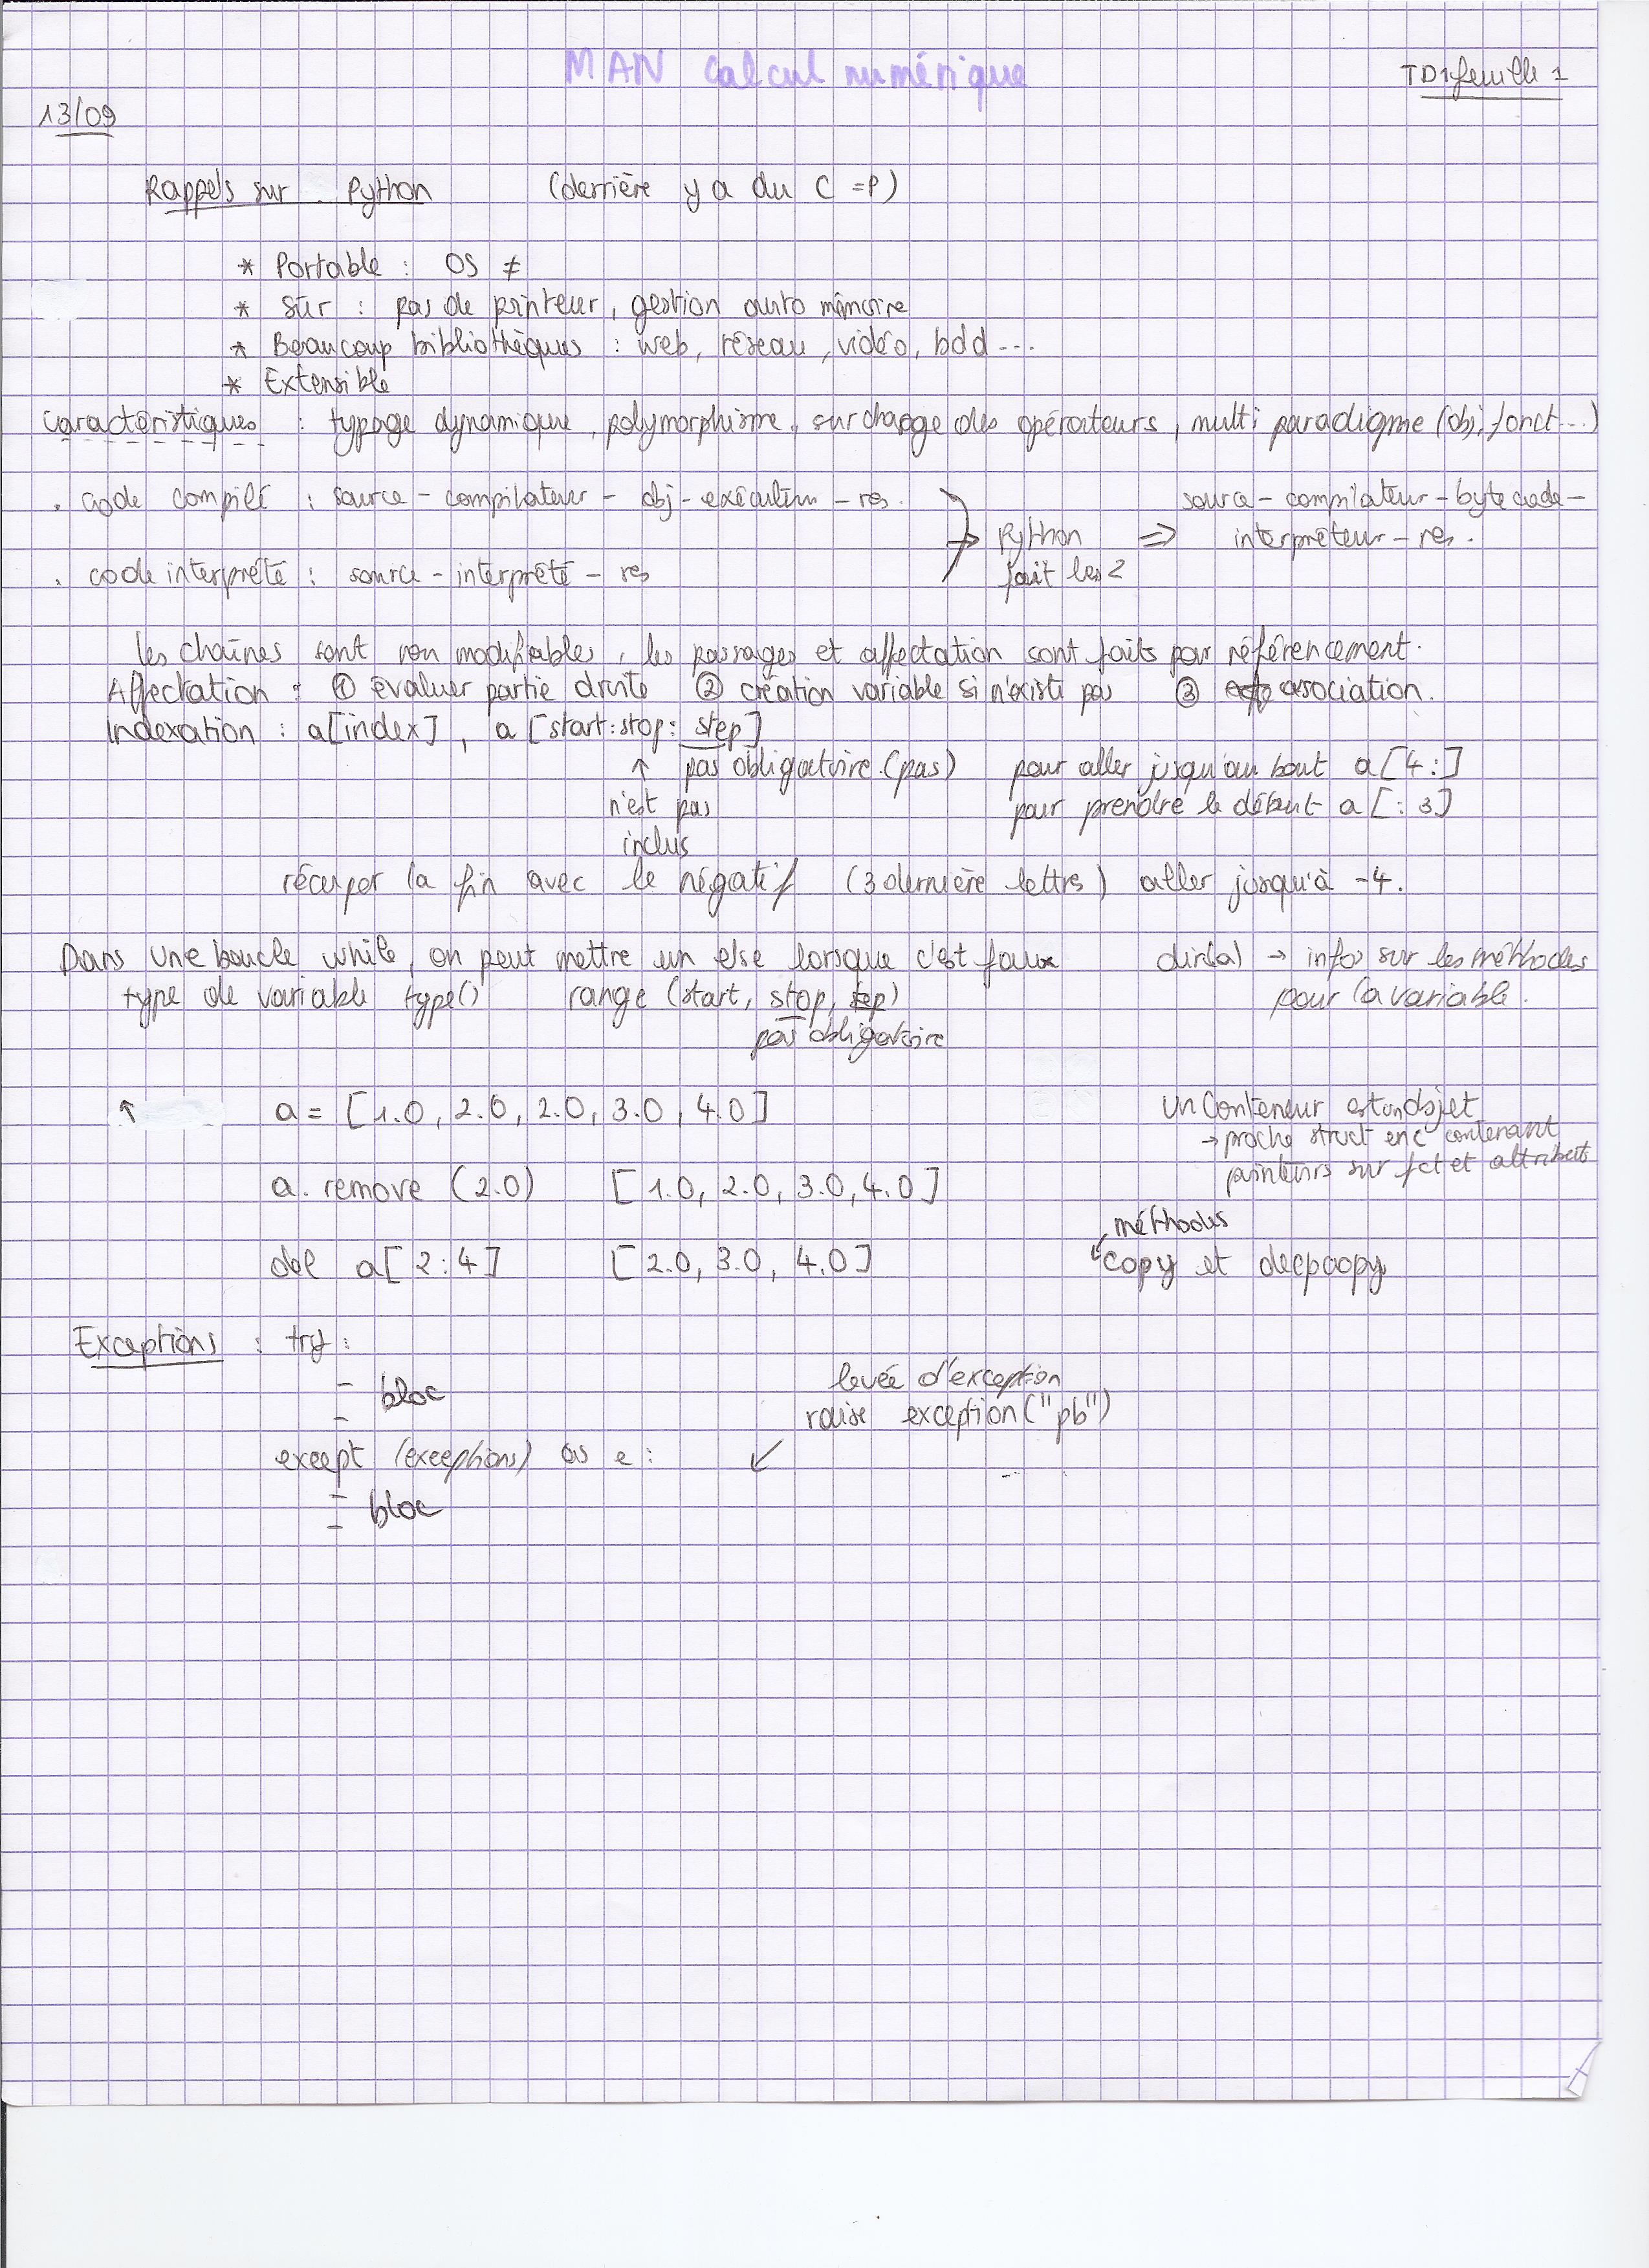 MAN Calcul numérique
TD1 feuille 1
13/09
Rappels sur Python (derrière y a du C =P)
* Portable : OS ≠
* Sûr : pas de pointeur, gestion auto mémoire
* Beaucoup bibliothèques : web, réseau, vidéo, bdd ...
* Extensible
Caractéristiques : typage dynamique, polymorphisme, surcharge des opérateurs, multi paradigme (obj, fonct...)
. code compilé : source - compilateur - obj - exécution - res.
. code interprété : source - interprété - res
→ Python
fait les 2
⇒ source - compilateur - byte code -
interpréteur - res.
les chaînes sont non modifiables, les passages et affectation sont faits par référencement.
Affectation : ① évaluer partie droite ② création variable si n'existe pas ③ association.
Indexation : a[index], a [start:stop: step]
↑ pas obligatoire (pas)
n'est pas
inclus
pour aller jusqu'au bout a[4:]
pour prendre le début a[:3]
récuper la fin avec le négatif (3 dernière lettres) aller jusqu'à -4.
Dans une boucle while, on peut mettre un else lorsque c'est faux
dir(a) → infos sur les méthodes
pour la variable.
type de variable type() range (start, stop, step)
pas obligatoire
↑ a = [1.0, 2.0, 2.0, 3.0, 4.0]
a. remove (2.0) [1.0, 2.0, 3.0, 4.0]
del a[2:4] [2.0, 3.0, 4.0]
un conteneur est un objet
→ proche struct en c contenant
pointeurs sur fct et attributs
méthodes
copy et deepcopy
Exceptions : try :
- bloc
-
except (exceptions) as e :
- bloc
-
levée d'exception
raise exception("pb")
↙